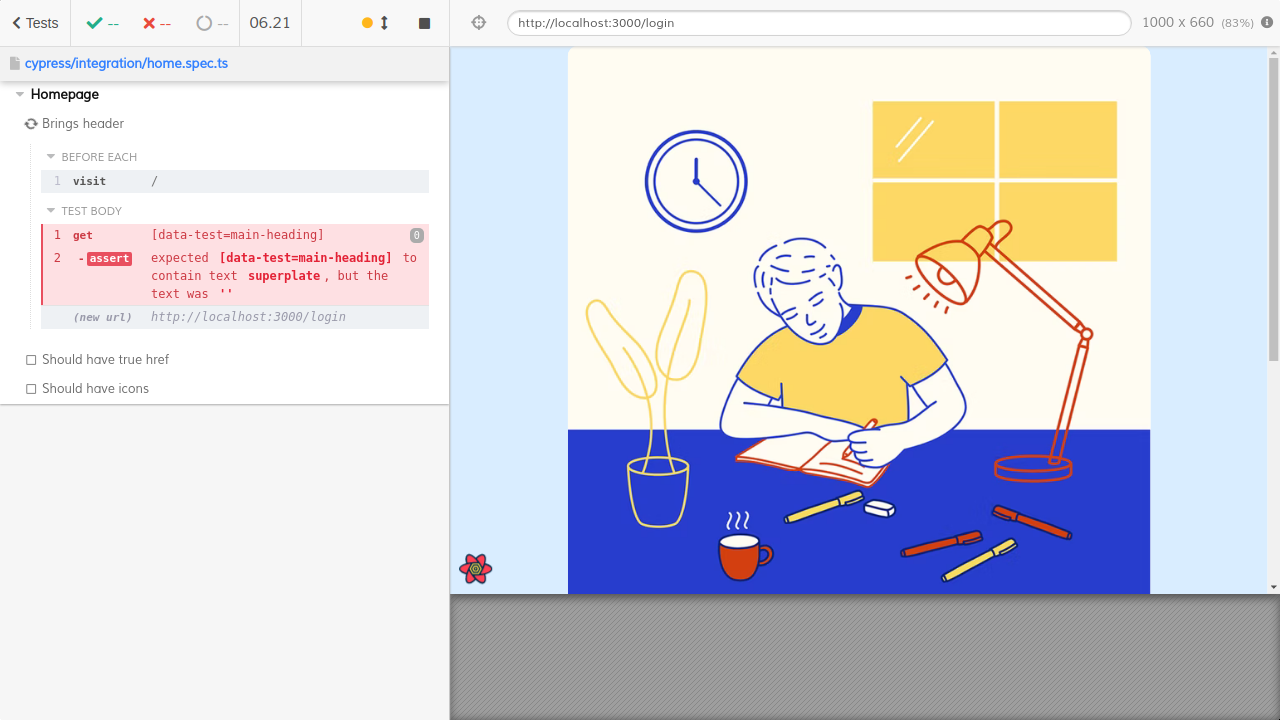 Tests
--
--
--
06.21
http://localhost:3000/login
1000 x 660 (83%)
cypress/integration/home.spec.ts
Homepage
Brings header
BEFORE EACH
1 visit /
TEST BODY
1 get [data-test=main-heading] 0
2 -assert expected [data-test=main-heading] to
contain text superplate, but the
text was ''
(new url) http://localhost:3000/login
Should have true href
Should have icons